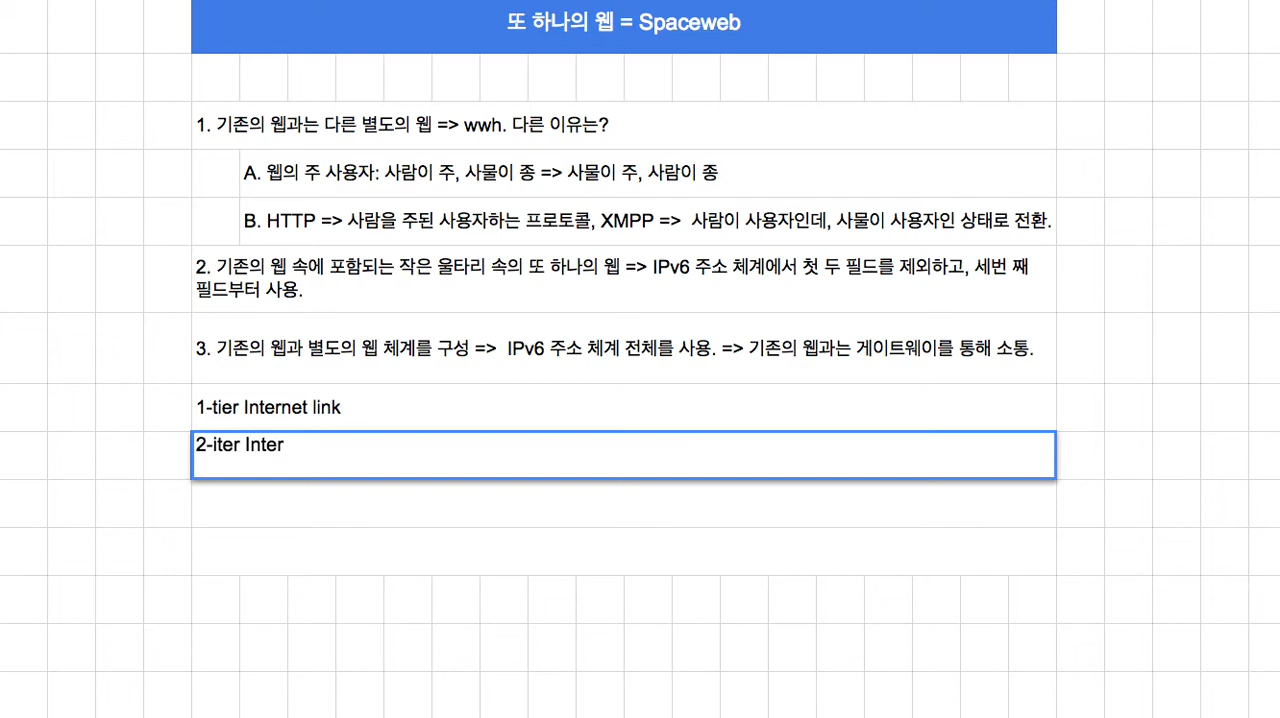 또 하나의 웹 = Spaceweb
1. 기존의 웹과는 다른 별도의 웹 => wwh. 다른 이유는?
A. 웹의 주 사용자: 사람이 주, 사물이 종 => 사물이 주, 사람이 종
B. HTTP => 사람을 주된 사용자하는 프로토콜, XMPP => 사람이 사용자인데, 사물이 사용자인 상태로 전환.
2. 기존의 웹 속에 포함되는 작은 울타리 속의 또 하나의 웹 => IPv6 주소 체계에서 첫 두 필드를 제외하고, 세번 째
필드부터 사용.
3. 기존의 웹과 별도의 웹 체계를 구성 => IPv6 주소 체계 전체를 사용. => 기존의 웹과는 게이트웨이를 통해 소통.
1-tier Internet link
2-iter Inter